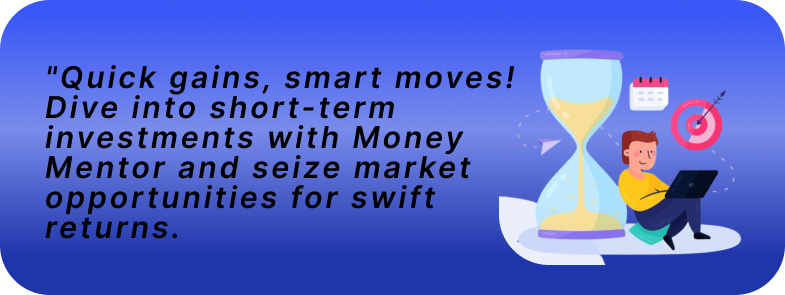 "Quick gains, smart moves!
Dive into short-term
investments with Money
Mentor and seize market
opportunities for swift
returns.